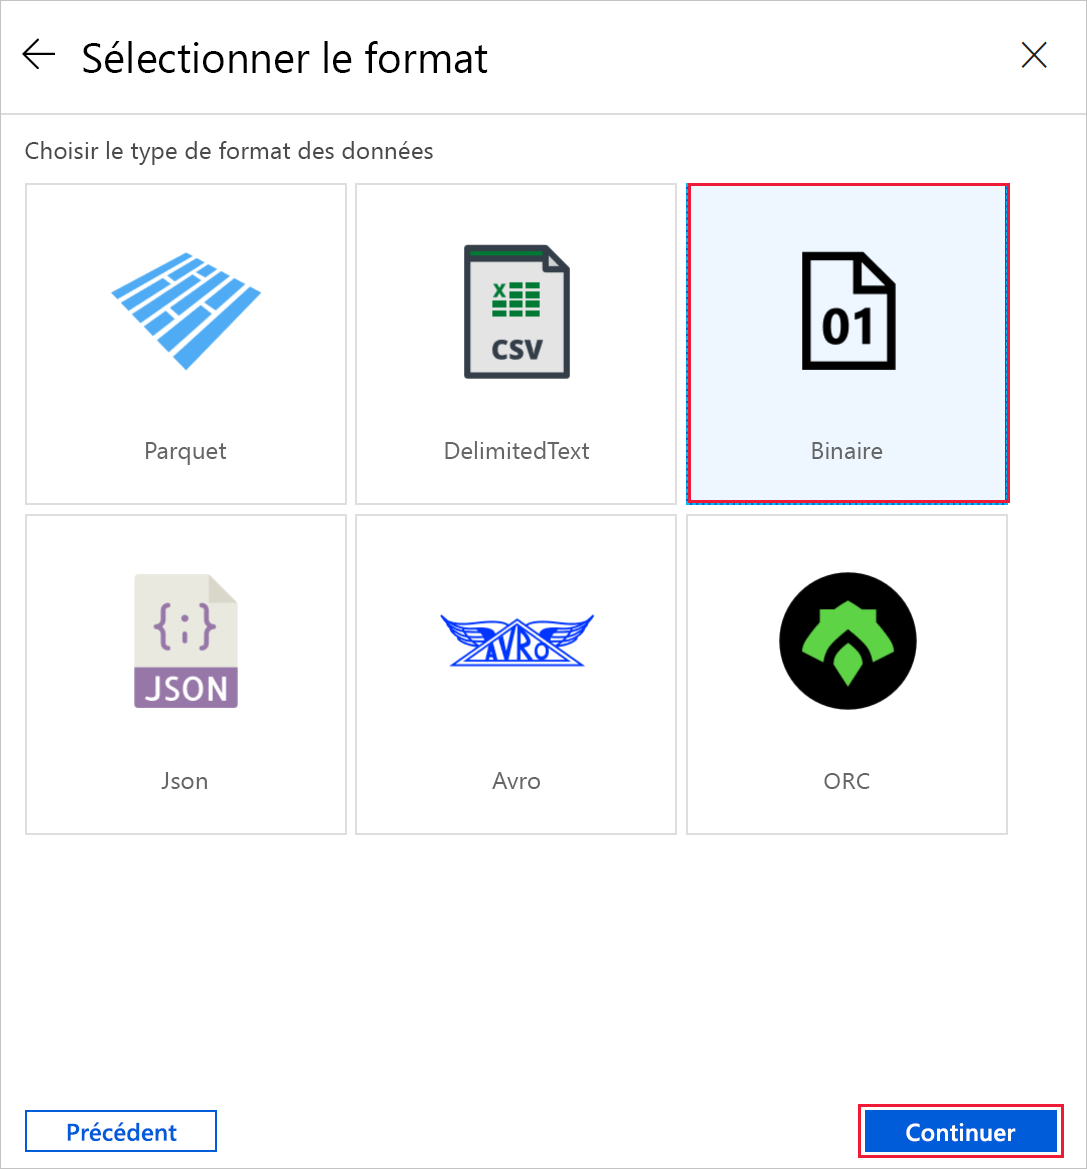 Sélectionner le format
Choisir le type de format des données
X
CSV
01
Parquet
DelimitedText
Binaire
{;}
JSON
AVRO
Json
Avro
ORC
Précédent
Continuer